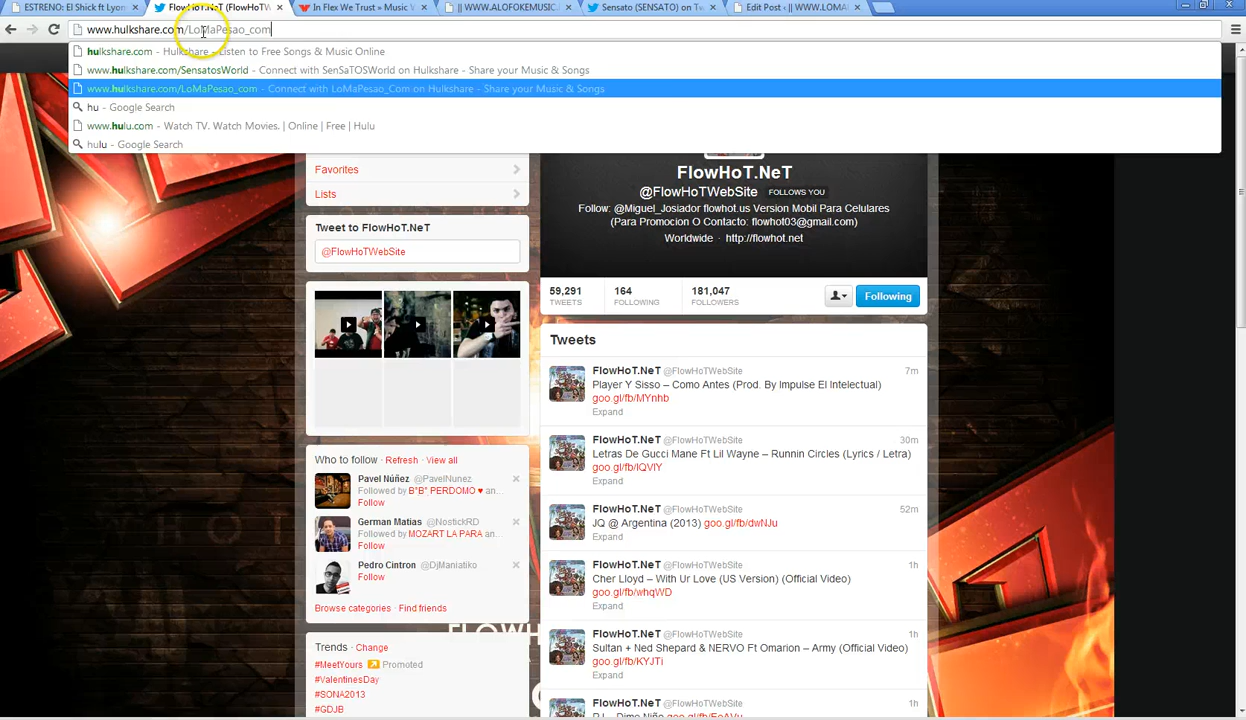 ESTRENO: El Shick ft Lyon
FlowHoT.NeT (FlowHoTW
In Flex We Trust » Music V
|| WWW.ALOFOKEMUSIC.
Sensato (SENSATO) on Tw
Edit Post ‹ || WWW.LOMA
www.hulkshare.com/LoMaPesao_com
hulkshare.com - Hulkshare - Listen to Free Songs & Music Online
www.hulkshare.com/SensatosWorld - Connect with SenSaTOSWorld on Hulkshare - Share your Music & Songs
www.hulkshare.com/LoMaPesao_com - Connect with LoMaPesao_Com on Hulkshare - Share your Music & Songs
hu - Google Search
www.hulu.com - Watch TV. Watch Movies. | Online | Free | Hulu
hulu - Google Search
Favorites
Lists
Tweet to FlowHoT.NeT
@FlowHoTWebSite
FlowHoT.NeT
@FlowHoTWebSite FOLLOWS YOU
Follow: @Miguel_Josiador flowhot.us Version Mobil Para Celulares
(Para Promocion O Contacto: flowhot03@gmail.com)
Worldwide · http://flowhot.net
59,291 164 181,047
TWEETS FOLLOWING FOLLOWERS
Following
Who to follow · Refresh · View all
Pavel Núñez @PavelNunez
Followed by B*B* PERDOMO ♥ an...
Follow
German Matias @NostickRD
Followed by MOZART LA PARA and...
Follow
Pedro Cintron @DjManiatiko
Follow
Browse categories · Find friends
Trends · Change
#MeetYours Promoted
#ValentinesDay
#SONA2013
#GDJB
Tweets
FlowHoT.NeT @FlowHoTWebSite 7m
Player Y Sisso – Como Antes (Prod. By Impulse El Intelectual)
goo.gl/fb/MYnhb
Expand
FlowHoT.NeT @FlowHoTWebSite 30m
Letras De Gucci Mane Ft Lil Wayne – Runnin Circles (Lyrics / Letra)
goo.gl/fb/IQVlY
Expand
FlowHoT.NeT @FlowHoTWebSite 52m
JQ @ Argentina (2013) goo.gl/fb/dwNJu
Expand
FlowHoT.NeT @FlowHoTWebSite 1h
Cher Lloyd – With Ur Love (US Version) (Official Video)
goo.gl/fb/whqWD
Expand
FlowHoT.NeT @FlowHoTWebSite 1h
Sultan + Ned Shepard & NERVO Ft Omarion – Army (Official Video)
goo.gl/fb/KYJTi
Expand
FlowHoT.NeT @FlowHoTWebSite 1h